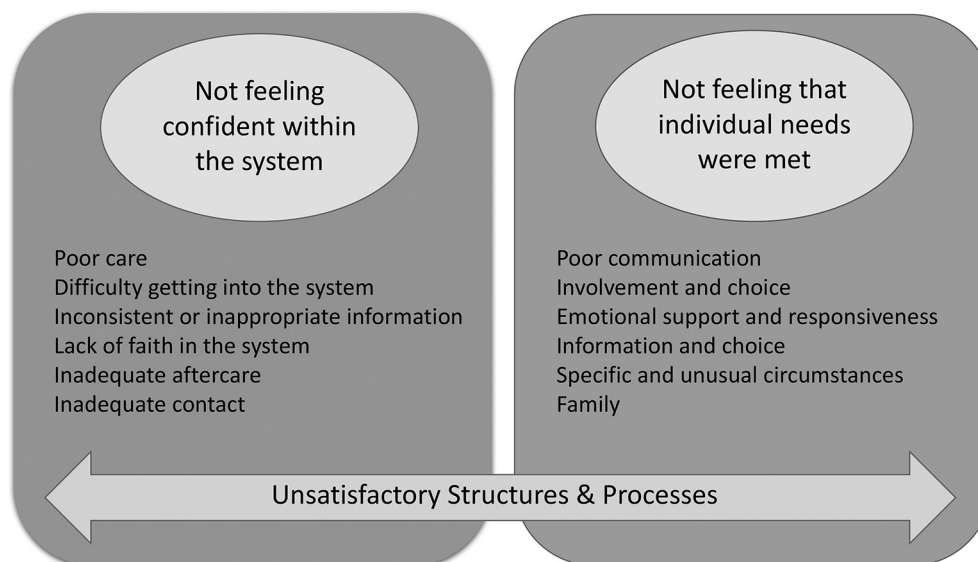 Not feeling
confident within
the system
Poor care
Difficulty getting into the system
Inconsistent or inappropriate information
Lack of faith in the system
Inadequate aftercare
Inadequate contact
Not feeling that
individual needs
were met
Poor communication
Involvement and choice
Emotional support and responsiveness
Information and choice
Specific and unusual circumstances
Family
Unsatisfactory Structures & Processes